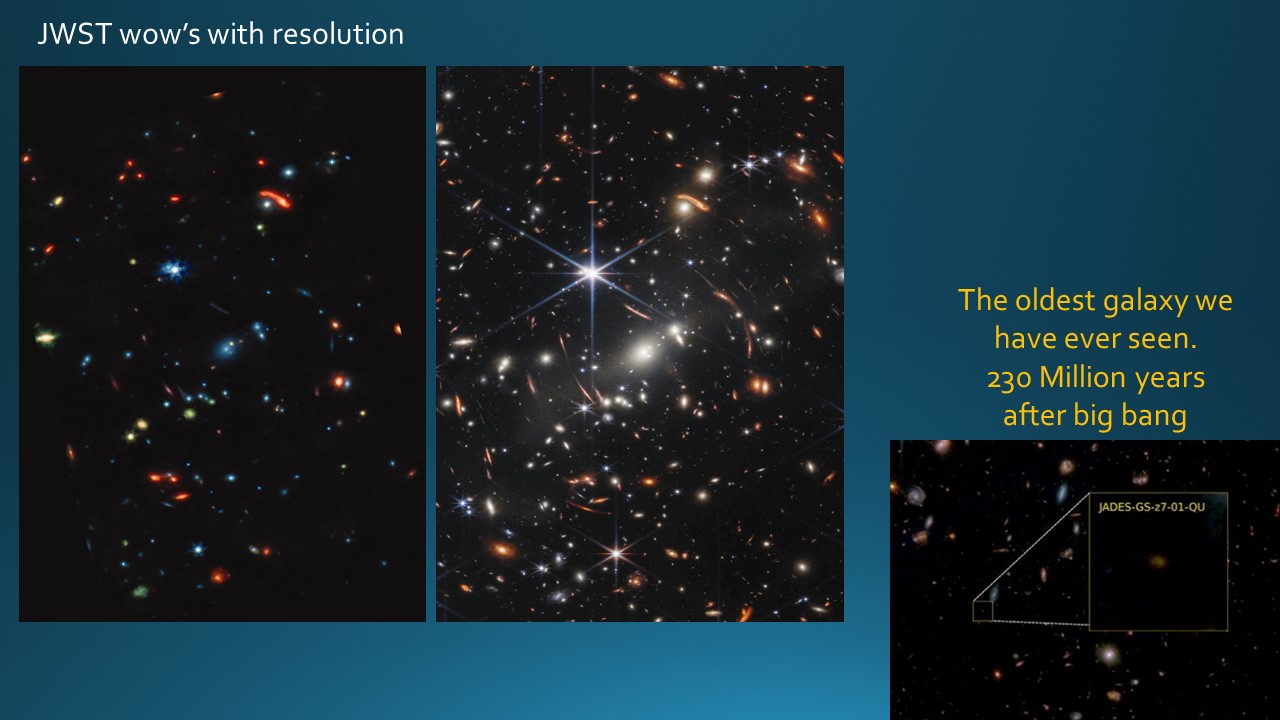 JWST wow’s with resolution
The oldest galaxy we
have ever seen.
230 Million years
after big bang
JADES-GS-z7-01-QU